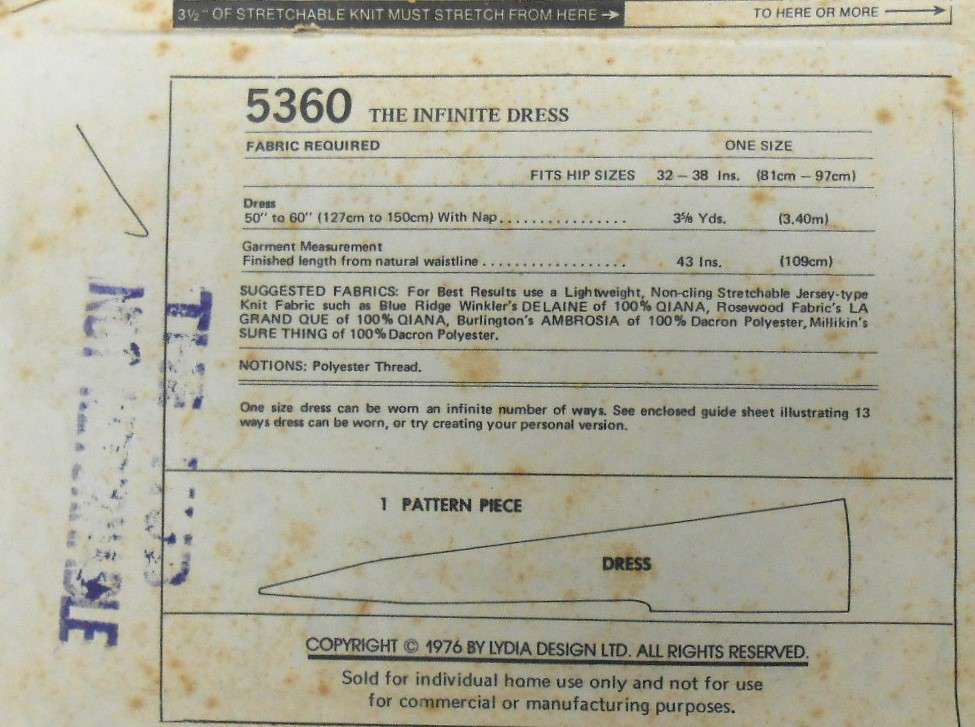 3½" OF STRETCHABLE KNIT MUST STRETCH FROM HERE → TO HERE OR MORE →
5360 THE INFINITE DRESS
FABRIC REQUIRED ONE SIZE
FITS HIP SIZES 32 – 38 Ins. (81cm – 97cm)
Dress
50" to 60" (127cm to 150cm) With Nap................ 3⅝ Yds. (3.40m)
Garment Measurement
Finished length from natural waistline.................. 43 Ins. (109cm)
SUGGESTED FABRICS: For Best Results use a Lightweight, Non-cling Stretchable Jersey-type
Knit Fabric such as Blue Ridge Winkler's DELAINE of 100% QIANA, Rosewood Fabric's LA
GRAND QUE of 100% QIANA, Burlington's AMBROSIA of 100% Dacron Polyester, Millikin's
SURE THING of 100% Dacron Polyester.
NOTIONS: Polyester Thread.
One size dress can be worn an infinite number of ways. See enclosed guide sheet illustrating 13
ways dress can be worn, or try creating your personal version.
1 PATTERN PIECE
DRESS
COPYRIGHT © 1976 BY LYDIA DESIGN LTD. ALL RIGHTS RESERVED.
Sold for individual home use only and not for use
for commercial or manufacturing purposes.
NOT